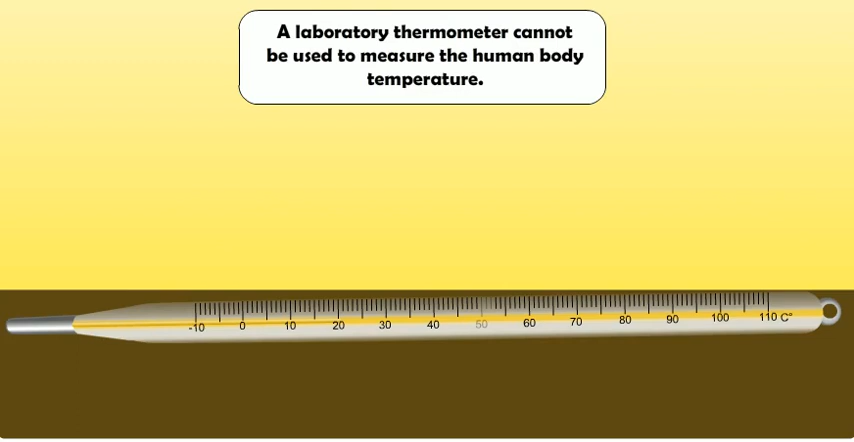 A laboratory thermometer cannot
be used to measure the human body
temperature.
-10 0 10 20 30 40 50 60 70 80 90 100 110 C°